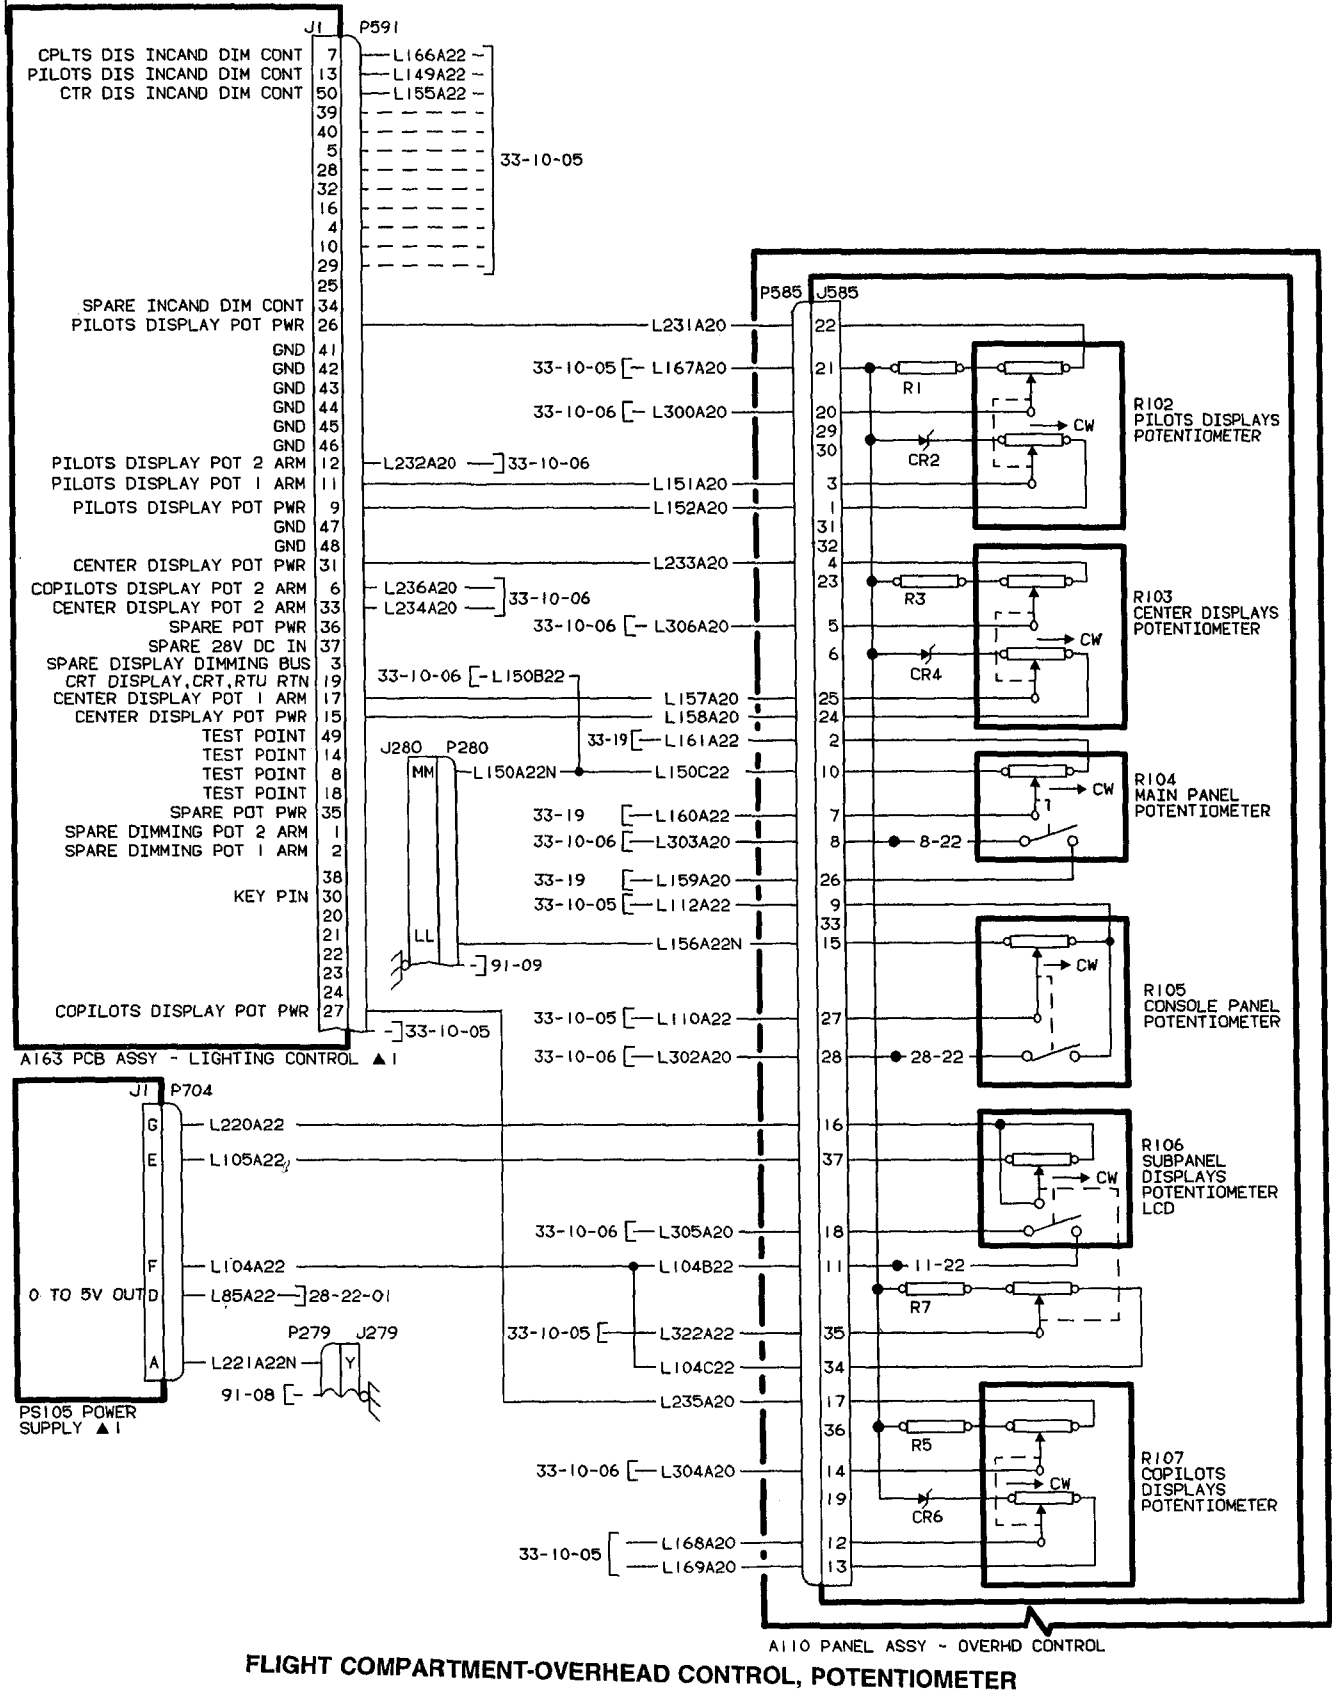 J1 P591
CPLTS DIS INCAND DIM CONT 7 L166A22
PILOTS DIS INCAND DIM CONT 13 L149A22
CTR DIS INCAND DIM CONT 50 L155A22
39
40
5
28
32
16
4
10
29
33-10-05
25
SPARE INCAND DIM CONT 34
PILOTS DISPLAY POT PWR 26 L231A20
GND 41
GND 42
GND 43
GND 44
GND 45
GND 46
PILOTS DISPLAY POT 2 ARM 12 L232A20 33-10-06
PILOTS DISPLAY POT 1 ARM 11 L151A20
PILOTS DISPLAY POT PWR 9 L152A20
GND 47
GND 48
CENTER DISPLAY POT PWR 31 L233A20
COPILOTS DISPLAY POT 2 ARM 6 L236A20
CENTER DISPLAY POT 2 ARM 33 L234A20
33-10-06
SPARE POT PWR 36
SPARE 28V DC IN 37
SPARE DISPLAY DIMMING BUS 3
CRT DISPLAY,CRT,RTU RTN 19
CENTER DISPLAY POT 1 ARM 17 L157A20
CENTER DISPLAY POT PWR 15 L158A20
TEST POINT 49
TEST POINT 14
TEST POINT 8
TEST POINT 18
SPARE POT PWR 35
SPARE DIMMING POT 2 ARM 1
SPARE DIMMING POT 1 ARM 2
38
KEY PIN 30
20
21
22
23
24
COPILOTS DISPLAY POT PWR 27
33-10-05
A163 PCB ASSY - LIGHTING CONTROL ▲1
33-10-06 L150B22
J280 P280
MM L150A22N L150C22
LL L156A22N
91-09
J1 P704
G L220A22
E L105A22
F L104A22 L104B22
0 TO 5V OUT D L85A22 28-22-01
P279 J279
A L221A22N Y
91-08
PS105 POWER
SUPPLY ▲1
P585 J585
22
33-10-05 L167A20 21 R1
33-10-06 L300A20 20
29
30
CR2
CW
3
1
31
R102
PILOTS DISPLAYS
POTENTIOMETER
32
4
23 R3
33-10-06 L306A20 5
CW
6 CR4
25
24
R103
CENTER DISPLAYS
POTENTIOMETER
33-19 L161A22 2
10
CW
33-19 L160A22 7
33-10-06 L303A20 8 8-22
33-19 L159A20 26
R104
MAIN PANEL
POTENTIOMETER
33-10-05 L112A22 9
33
15
CW
33-10-05 L110A22 27
33-10-06 L302A20 28 28-22
R105
CONSOLE PANEL
POTENTIOMETER
16
37
CW
33-10-06 L305A20 18
11 11-22
R7
33-10-05 L322A22 35
L104C22 34
R106
SUBPANEL
DISPLAYS
POTENTIOMETER
LCD
L235A20 17
36 R5
33-10-06 L304A20 14
CW
19 CR6
L168A20 12
33-10-05
L169A20 13
R107
COPILOTS
DISPLAYS
POTENTIOMETER
A110 PANEL ASSY - OVERHD CONTROL
FLIGHT COMPARTMENT-OVERHEAD CONTROL, POTENTIOMETER